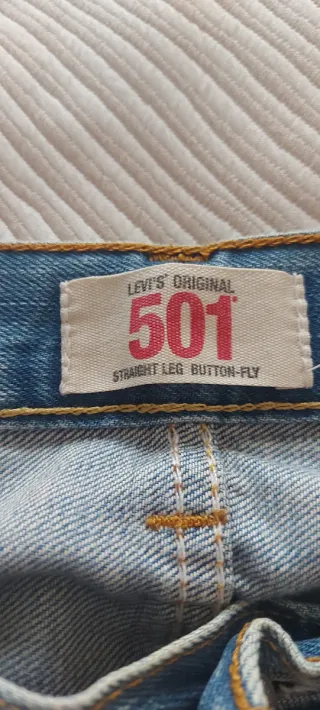 LEVI'S® ORIGINAL
501®
STRAIGHT LEG BUTTON-FLY